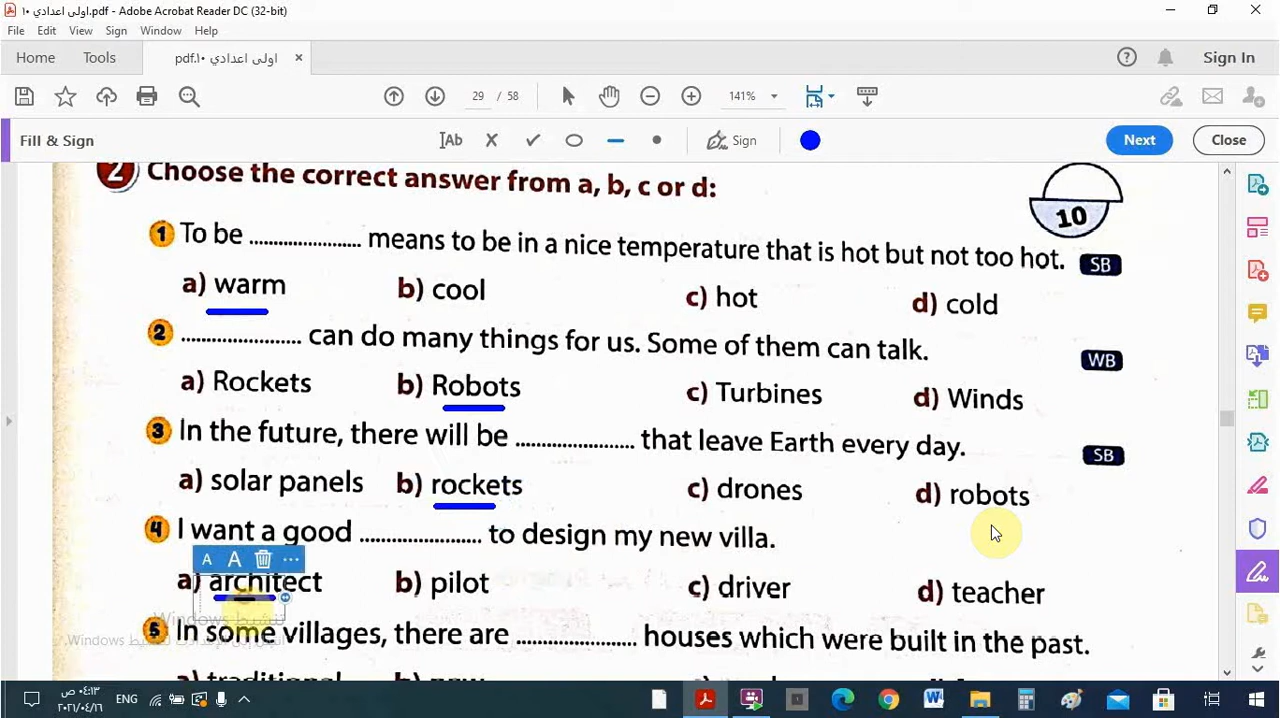 اولى اعدادي ١٠.pdf - Adobe Acrobat Reader DC (32-bit)
File Edit View Sign Window Help
Home Tools اولى اعدادي ١٠.pdf × Sign In
29 / 58 141%
Fill & Sign Ab Sign Next Close
2 Choose the correct answer from a, b, c or d:
10
1 To be ..................... means to be in a nice temperature that is hot but not too hot. SB
a) warm b) cool c) hot d) cold
2 ...................... can do many things for us. Some of them can talk. WB
a) Rockets b) Robots c) Turbines d) Winds
3 In the future, there will be ...................... that leave Earth every day. SB
a) solar panels b) rockets c) drones d) robots
4 I want a good ...................... to design my new villa.
A A
a) architect b) pilot c) driver d) teacher
تنشيط Windows
5 In some villages, there are ...................... houses which were built in the past.
Windows.
a) traditional b) new
ENG ٠٤:١٣ ص
٢٠٢١/٠٤/١٦